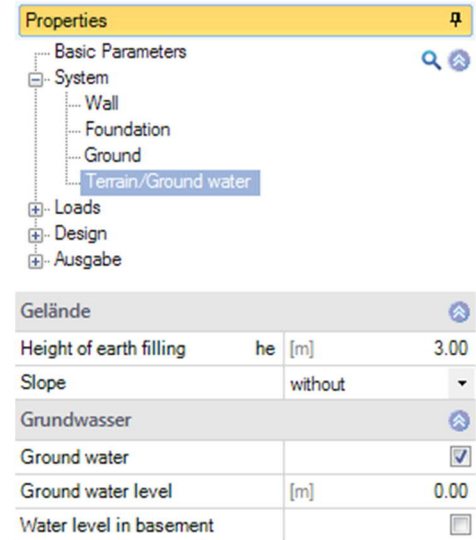 Properties
Basic Parameters
System
Wall
Foundation
Ground
Terrain/Ground water
Loads
Design
Ausgabe
Gelände
Height of earth filling he [m] 3.00
Slope without
Grundwasser
Ground water
Ground water level [m] 0.00
Water level in basement